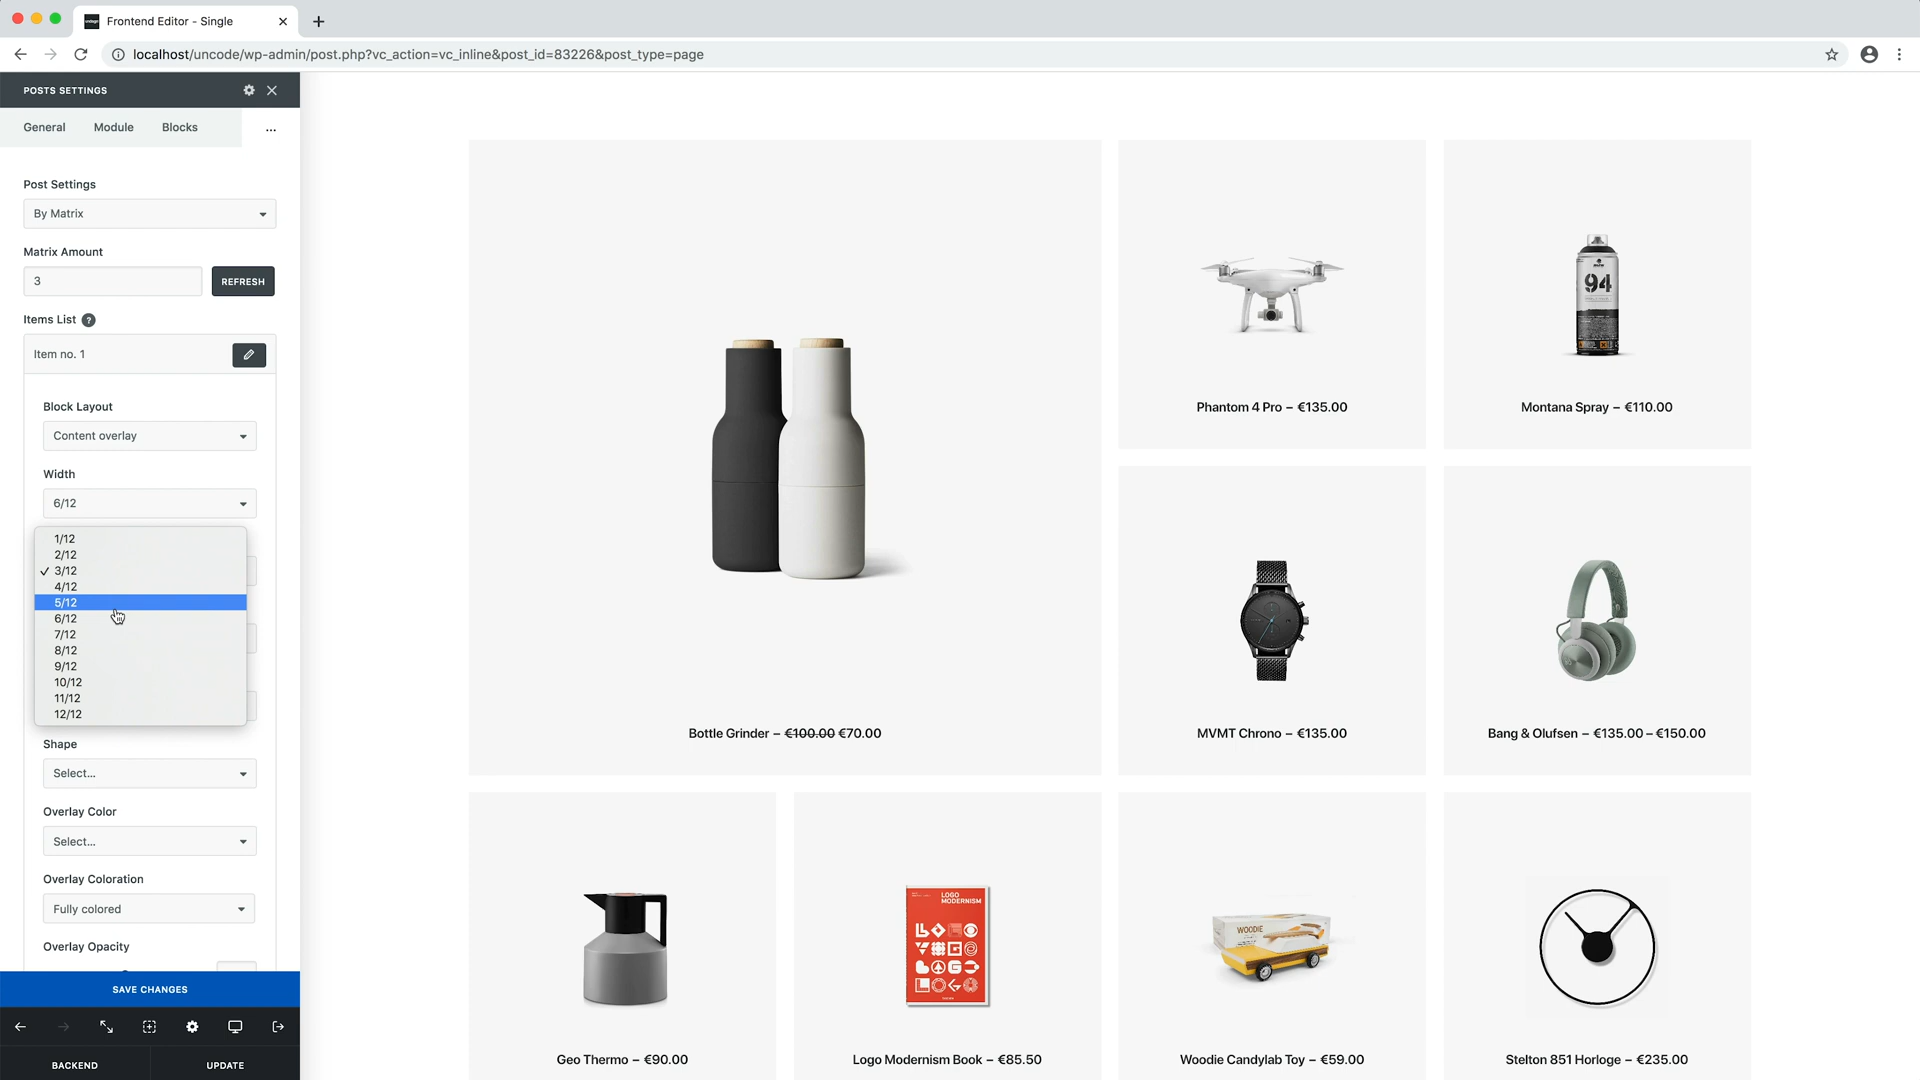 Frontend Editor - Single
localhost/uncode/wp-admin/post.php?vc_action=vc_inline&post_id=83226&post_type=page
POSTS SETTINGS
General
Module
Blocks
...
Post Settings
By Matrix
Matrix Amount
3
REFRESH
Items List ?
Item no. 1
Block Layout
Content overlay
Width
6/12
1/12
2/12
✓ 3/12
4/12
5/12
6/12
7/12
8/12
9/12
10/12
11/12
12/12
Shape
Select...
Overlay Color
Select...
Overlay Coloration
Fully colored
Overlay Opacity
SAVE CHANGES
BACKEND
UPDATE
94
Phantom 4 Pro – €135.00
Montana Spray – €110.00
Bottle Grinder – €100.00 €70.00
MVMT Chrono – €135.00
Bang & Olufsen – €135.00 – €150.00
LOGO
MODERNISM
WOODIE
Geo Thermo – €90.00
Logo Modernism Book – €85.50
Woodie Candylab Toy – €59.00
Stelton 851 Horloge – €235.00